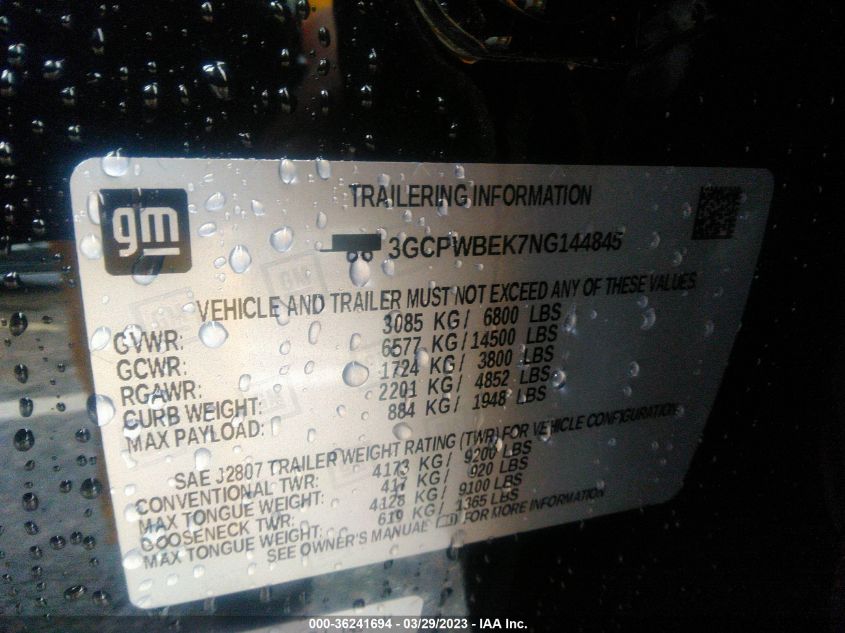 gm
TRAILERING INFORMATION
3GCPWBEK7NG144845
VEHICLE AND TRAILER MUST NOT EXCEED ANY OF THESE VALUES.
GVWR: 3085 KG/ 6800 LBS
GCWR: 6577 KG/14500 LBS
RGAWR: 1724 KG/ 3800 LBS
CURB WEIGHT: 2201 KG/ 4852 LBS
MAX PAYLOAD: 884 KG/ 1948 LBS
SAE J2807 TRAILER WEIGHT RATING (TWR) FOR VEHICLE CONFIGURATION
CONVENTIONAL TWR: 4173 KG/ 9200 LBS
MAX TONGUE WEIGHT: 417 KG/ 920 LBS
GOOSENECK TWR: 4128 KG/ 9100 LBS
MAX TONGUE WEIGHT: 619 KG/ 1365 LBS
SEE OWNER'S MANUAL FOR MORE INFORMATION
000-36241694 - 03/29/2023 - IAA Inc.